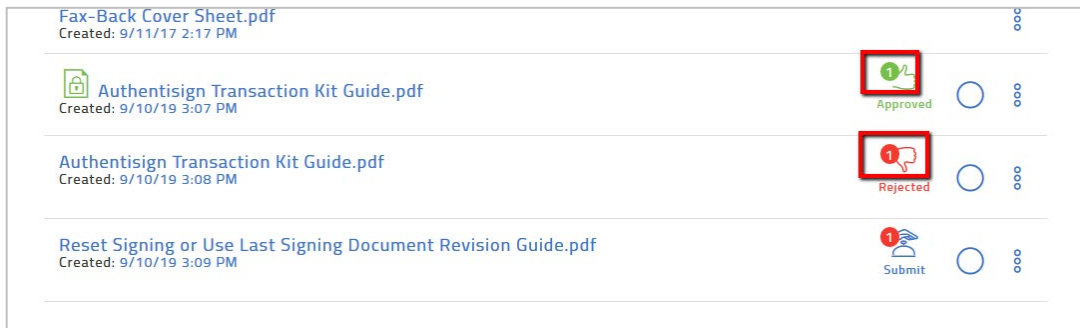 Fax-Back Cover Sheet.pdf
Created: 9/11/17 2:17 PM
Authentisign Transaction Kit Guide.pdf
Created: 9/10/19 3:07 PM
1
Approved
Authentisign Transaction Kit Guide.pdf
Created: 9/10/19 3:08 PM
1
Rejected
Reset Signing or Use Last Signing Document Revision Guide.pdf
Created: 9/10/19 3:09 PM
1
Submit